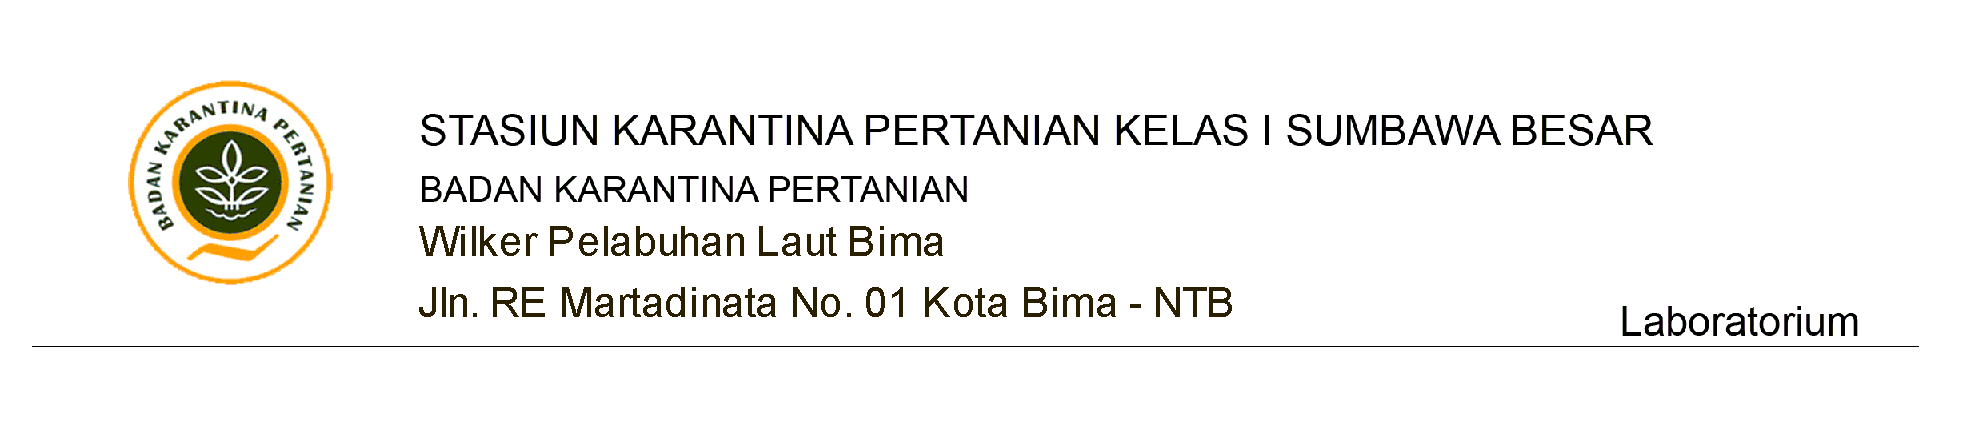 BADAN KARANTINA PERTANIAN
STASIUN KARANTINA PERTANIAN KELAS I SUMBAWA BESAR
BADAN KARANTINA PERTANIAN
Wilker Pelabuhan Laut Bima
Jln. RE Martadinata No. 01 Kota Bima - NTB
Laboratorium